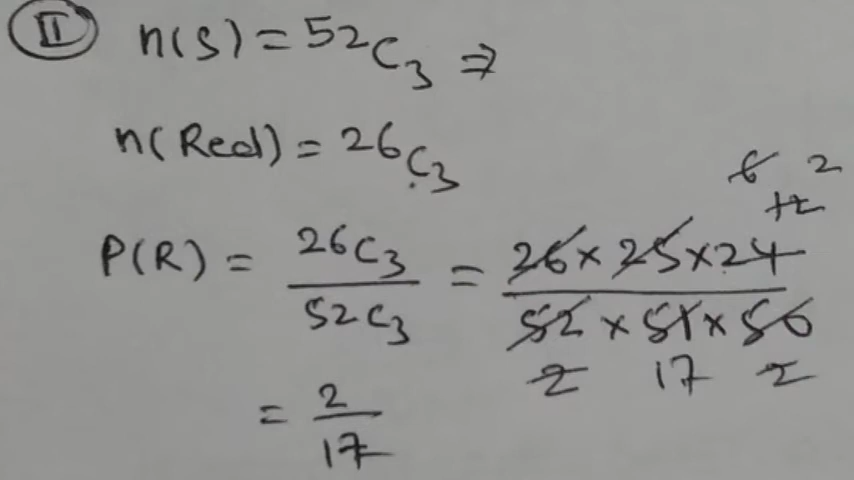 II n(S) = 52C3 ⇒
n(Red) = 26C3
6 2
12
P(R) = 26C3 / 52C3 = 26 × 25 × 24 / 52 × 51 × 50
2 17 2
= 2 / 17